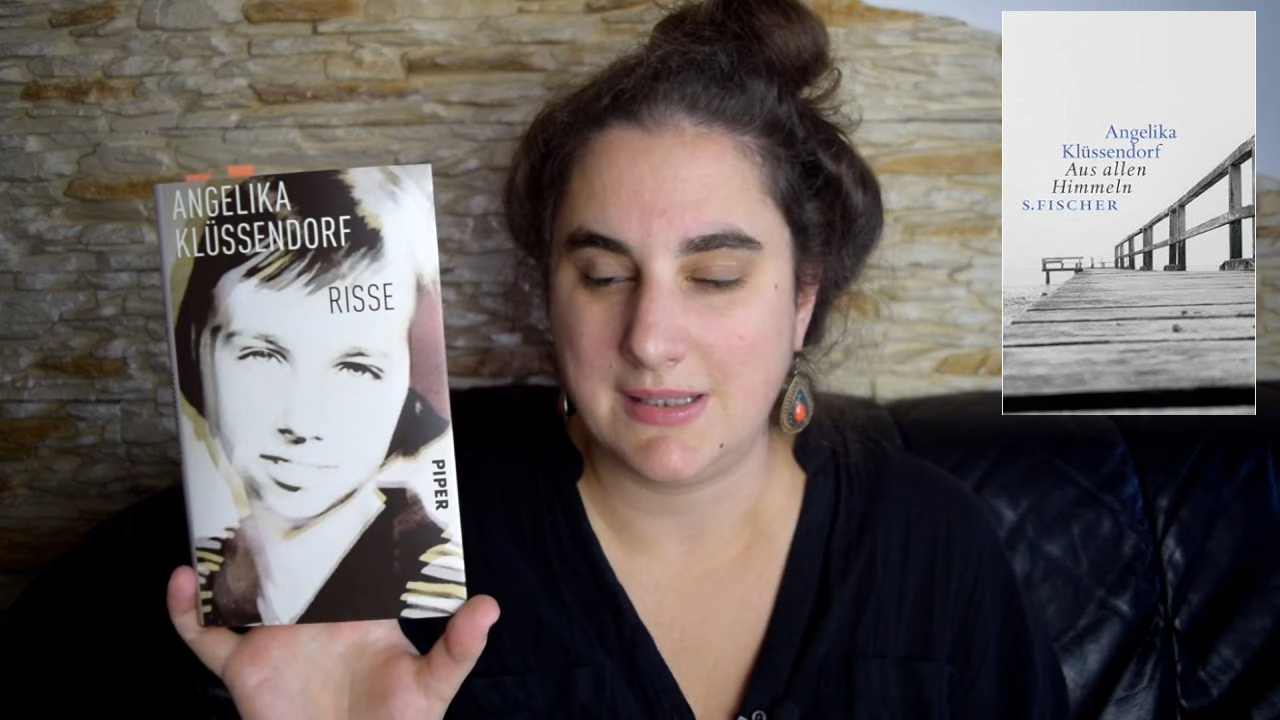 ANGELIKA
KLÜSSENDORF
RISSE
PIPER
Angelika
Klüssendorf
Aus allen
Himmeln
S.FISCHER